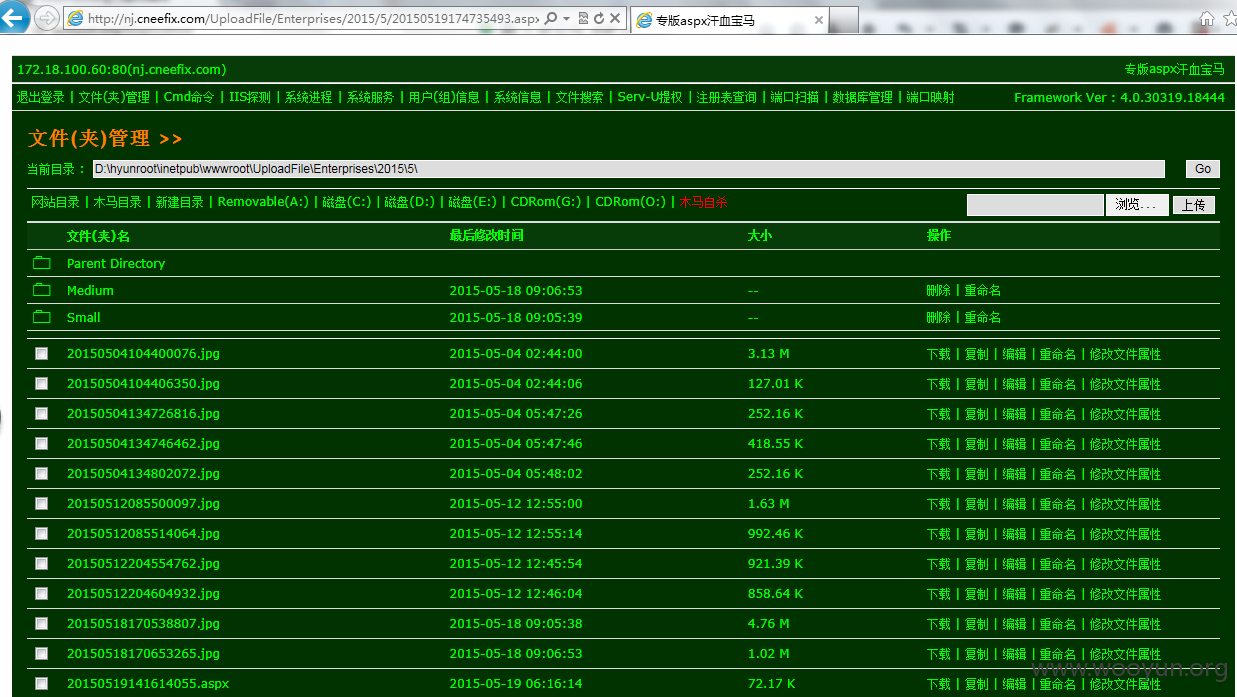 http://nj.cneefix.com/UploadFile/Enterprises/2015/5/20150519174735493.aspx
专版aspx汗血宝马
172.18.100.60:80(nj.cneefix.com) 专版aspx汗血宝马
退出登录 | 文件(夹)管理 | Cmd命令 | IIS探测 | 系统进程 | 系统服务 | 用户(组)信息 | 系统信息 | 文件搜索 | Serv-U提权 | 注册表查询 | 端口扫描 | 数据库管理 | 端口映射 Framework Ver : 4.0.30319.18444
文件(夹)管理 >>
当前目录： D:\hyunroot\inetpub\wwwroot\UploadFile\Enterprises\2015\5\ Go
网站目录 | 木马目录 | 新建目录 | Removable(A:) | 磁盘(C:) | 磁盘(D:) | 磁盘(E:) | CDRom(G:) | CDRom(O:) | 木马自杀 浏览... 上传
文件(夹)名 最后修改时间 大小 操作
Parent Directory
Medium 2015-05-18 09:06:53 -- 删除 | 重命名
Small 2015-05-18 09:05:39 -- 删除 | 重命名
20150504104400076.jpg 2015-05-04 02:44:00 3.13 M 下载 | 复制 | 编辑 | 重命名 | 修改文件属性
20150504104406350.jpg 2015-05-04 02:44:06 127.01 K 下载 | 复制 | 编辑 | 重命名 | 修改文件属性
20150504134726816.jpg 2015-05-04 05:47:26 252.16 K 下载 | 复制 | 编辑 | 重命名 | 修改文件属性
20150504134746462.jpg 2015-05-04 05:47:46 418.55 K 下载 | 复制 | 编辑 | 重命名 | 修改文件属性
20150504134802072.jpg 2015-05-04 05:48:02 252.16 K 下载 | 复制 | 编辑 | 重命名 | 修改文件属性
20150512085500097.jpg 2015-05-12 12:55:00 1.63 M 下载 | 复制 | 编辑 | 重命名 | 修改文件属性
20150512085514064.jpg 2015-05-12 12:55:14 992.46 K 下载 | 复制 | 编辑 | 重命名 | 修改文件属性
20150512204554762.jpg 2015-05-12 12:45:54 921.39 K 下载 | 复制 | 编辑 | 重命名 | 修改文件属性
20150512204604932.jpg 2015-05-12 12:46:04 858.64 K 下载 | 复制 | 编辑 | 重命名 | 修改文件属性
20150518170538807.jpg 2015-05-18 09:05:38 4.76 M 下载 | 复制 | 编辑 | 重命名 | 修改文件属性
20150518170653265.jpg 2015-05-18 09:06:53 1.02 M 下载 | 复制 | 编辑 | 重命名 | 修改文件属性
20150519141614055.aspx 2015-05-19 06:16:14 72.17 K 下载 | 复制 | 编辑 | 重命名 | 修改文件属性
www.wooyun.org